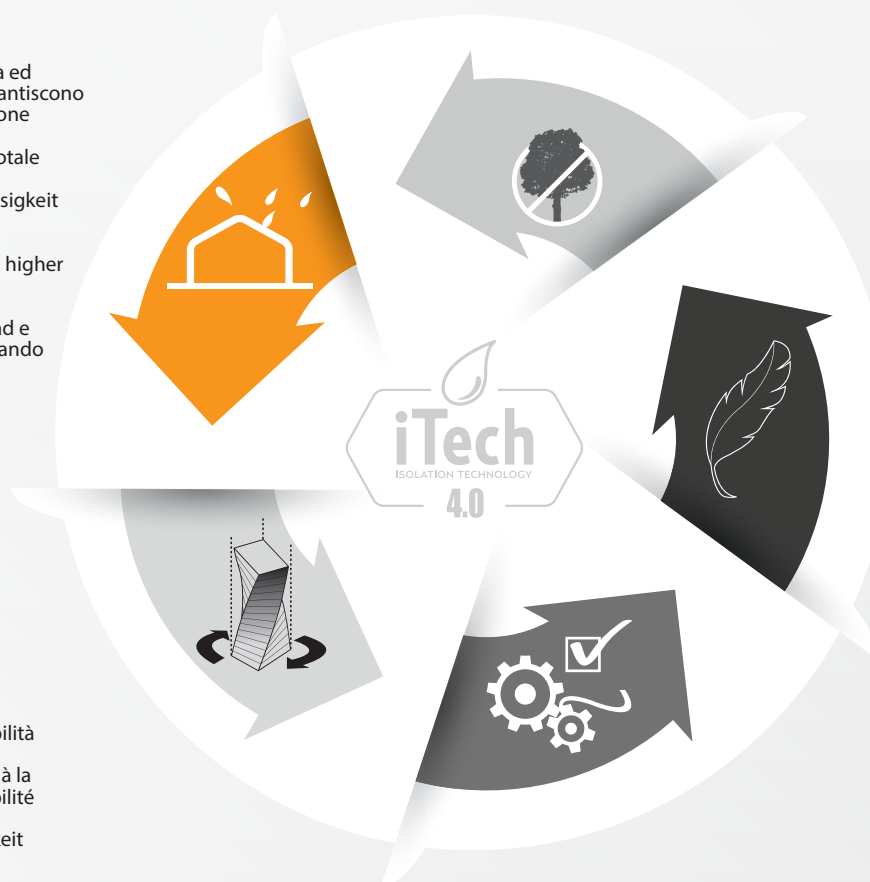 à ed
antiscono
one
otale
sigkeit
higher
nd e
ando
iTech
ISOLATION TECHNOLOGY
4.0
bilità
à la
bilité
keit